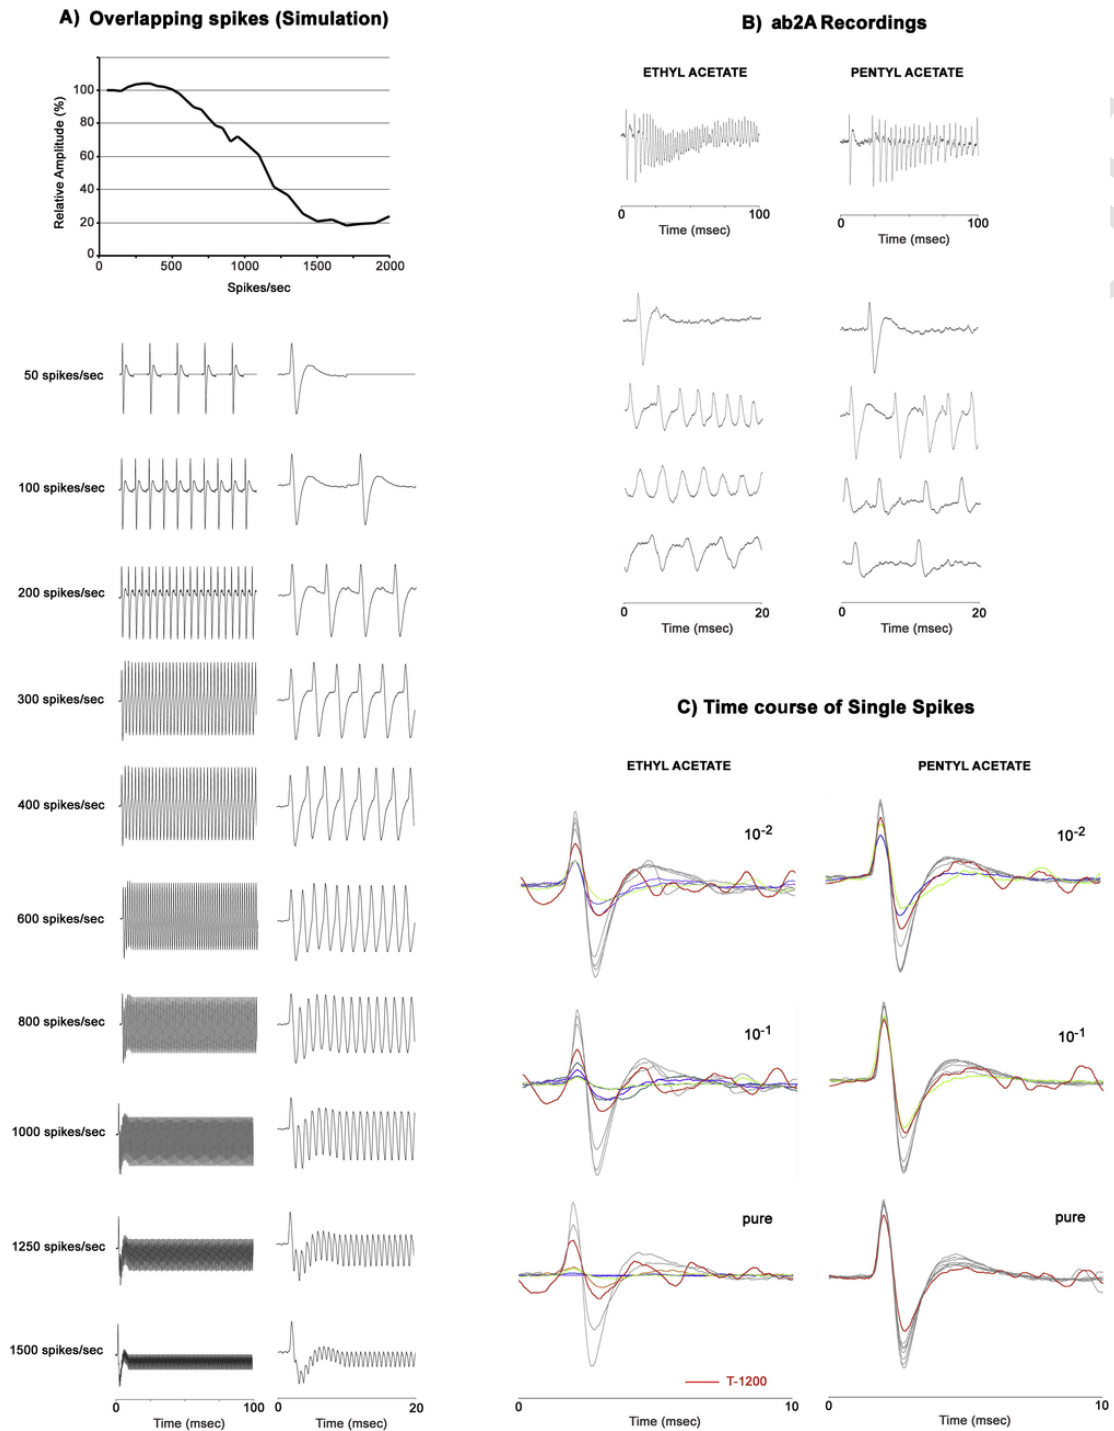 A) Overlapping spikes (Simulation)
Relative Amplitude (%)
100
80
60
40
20
0
0 500 1000 1500 2000
Spikes/sec
50 spikes/sec
100 spikes/sec
200 spikes/sec
300 spikes/sec
400 spikes/sec
600 spikes/sec
800 spikes/sec
1000 spikes/sec
1250 spikes/sec
1500 spikes/sec
0 100
Time (msec)
0 20
Time (msec)
B) ab2A Recordings
ETHYL ACETATE PENTYL ACETATE
0 100
Time (msec)
0 100
Time (msec)
0 20
Time (msec)
0 20
Time (msec)
C) Time course of Single Spikes
ETHYL ACETATE PENTYL ACETATE
10-2 10-2
10-1 10-1
pure pure
T-1200
0 10
Time (msec)
0 10
Time (msec)